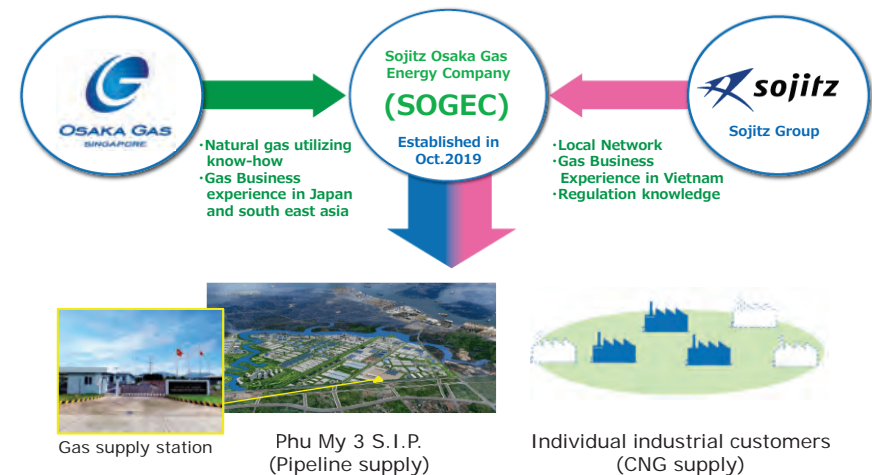 OSAKA GAS
SINGAPORE
Sojitz Osaka Gas
Energy Company
(SOGEC)
Established in
Oct.2019
sojitz
Sojitz Group
・Natural gas utilizing
know-how
・Gas Business
experience in Japan
and south east asia
・Local Network
・Gas Business
Experience in Vietnam
・Regulation knowledge
Gas supply station
Phu My 3 S.I.P.
(Pipeline supply)
Individual industrial customers
(CNG supply)